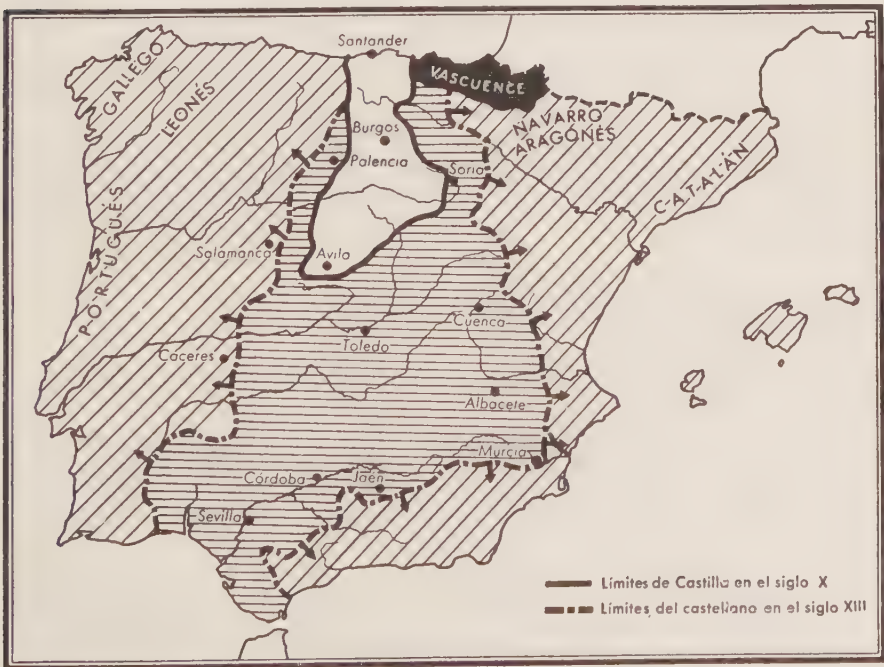 Santander
VASCUENCE
GALLEGO
LEONÉS
NAVARRO
ARAGONÉS
Burgos
Palencia
Soria
CATALÁN
PORTUGUÉS
Salamanca
Avila
Cuenca
Toledo
Cáceres
Albacete
Murcia
Córdoba
Jaén
Sevilla
Límites de Castilla en el siglo X
Límites del castellano en el siglo XIII